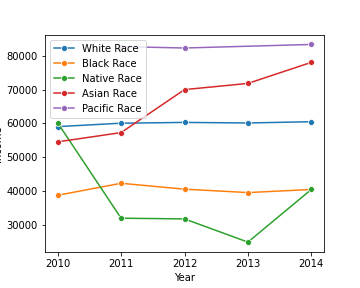 White Race
Black Race
Native Race
Asian Race
Pacific Race
80000
70000
60000
50000
40000
30000
2010
2011
2012
2013
2014
Year